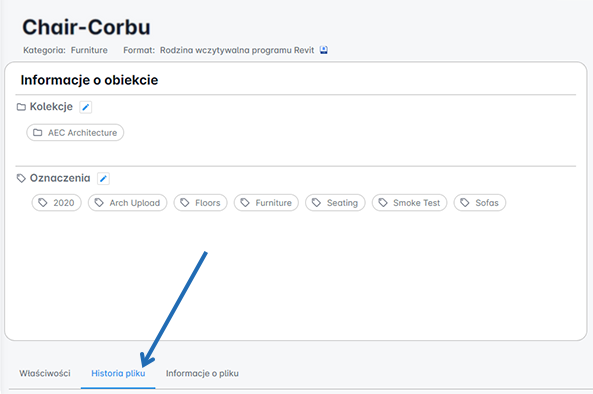 Chair-Corbu
Kategoria: Furniture Format: Rodzina wczytywalna programu Revit
Informacje o obiekcie
Kolekcje
AEC Architecture
Oznaczenia
2020 Arch Upload Floors Furniture Seating Smoke Test Sofas
Właściwości Historia pliku Informacje o pliku